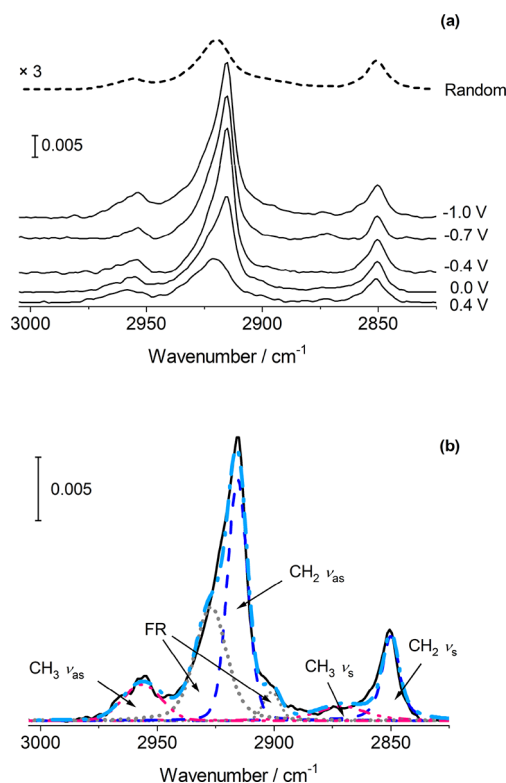 (a)
× 3
Random
0.005
-1.0 V
-0.7 V
-0.4 V
0.0 V
0.4 V
3000 2950 2900 2850
Wavenumber / cm⁻¹
(b)
0.005
CH₂ νas
FR
CH₃ νas
CH₃ νs
CH₂ νs
3000 2950 2900 2850
Wavenumber / cm⁻¹